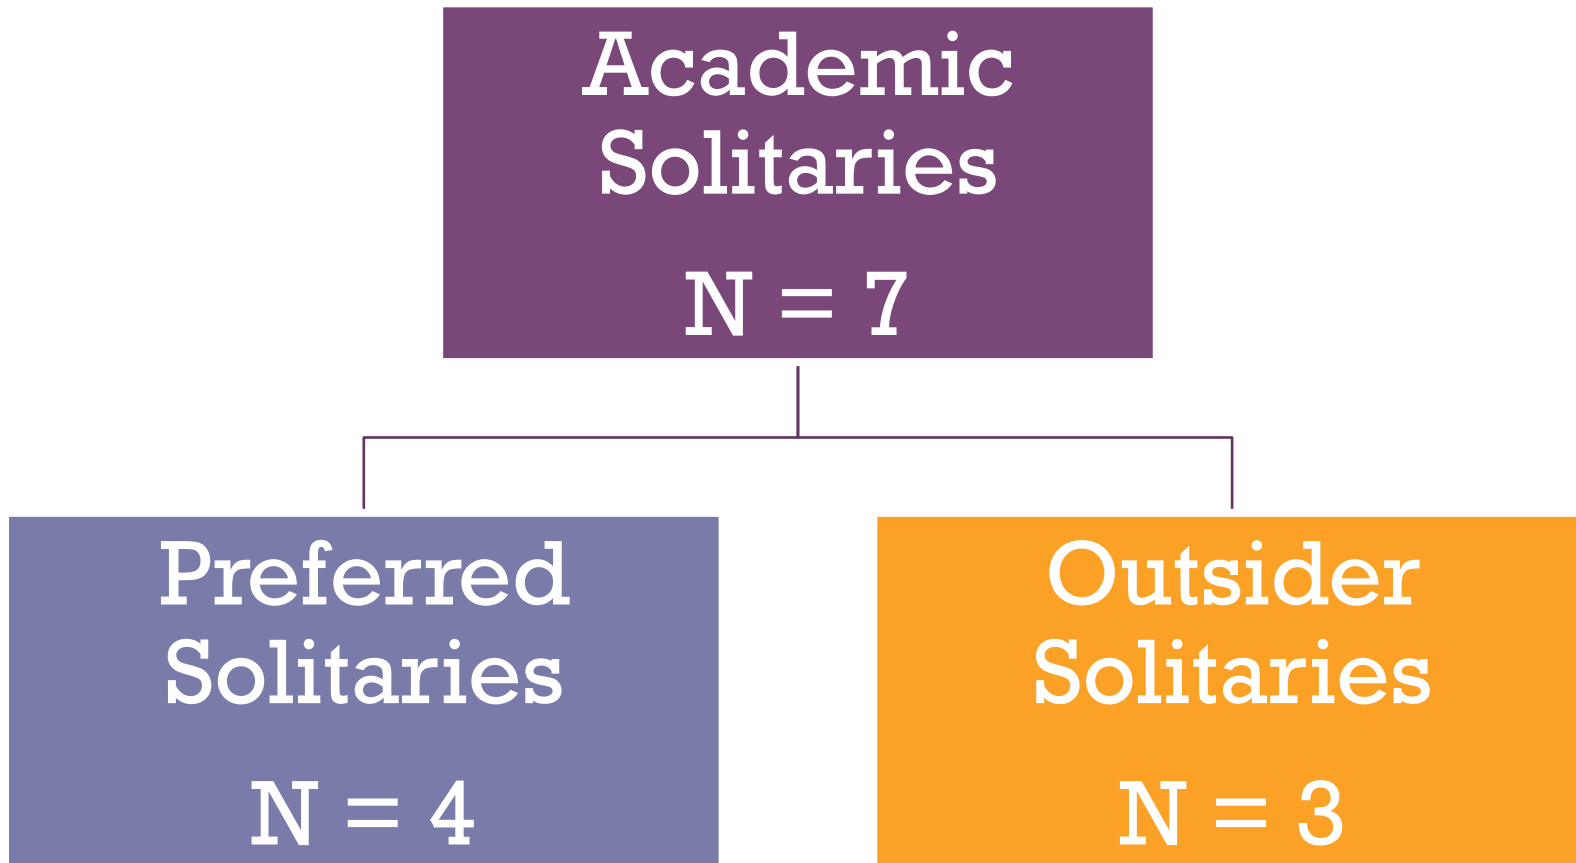 Academic
Solitaries
N = 7
Preferred
Solitaries
N = 4
Outsider
Solitaries
N = 3